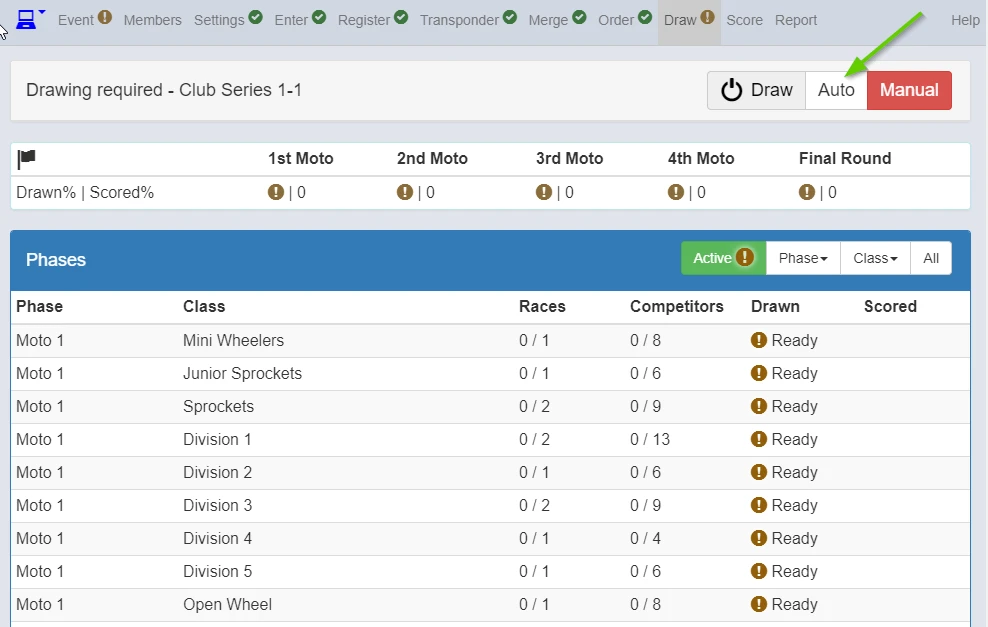 Event Members Settings Enter Register Transponder Merge Order Draw Score Report Help
Drawing required - Club Series 1-1 Draw Auto Manual
1st Moto 2nd Moto 3rd Moto 4th Moto Final Round
Drawn% | Scored% | 0 | 0 | 0 | 0 | 0
Phases Active Phase Class All
Phase Class Races Competitors Drawn Scored
Moto 1 Mini Wheelers 0 / 1 0 / 8 Ready
Moto 1 Junior Sprockets 0 / 1 0 / 6 Ready
Moto 1 Sprockets 0 / 2 0 / 9 Ready
Moto 1 Division 1 0 / 2 0 / 13 Ready
Moto 1 Division 2 0 / 1 0 / 6 Ready
Moto 1 Division 3 0 / 2 0 / 9 Ready
Moto 1 Division 4 0 / 1 0 / 4 Ready
Moto 1 Division 5 0 / 1 0 / 6 Ready
Moto 1 Open Wheel 0 / 1 0 / 8 Ready